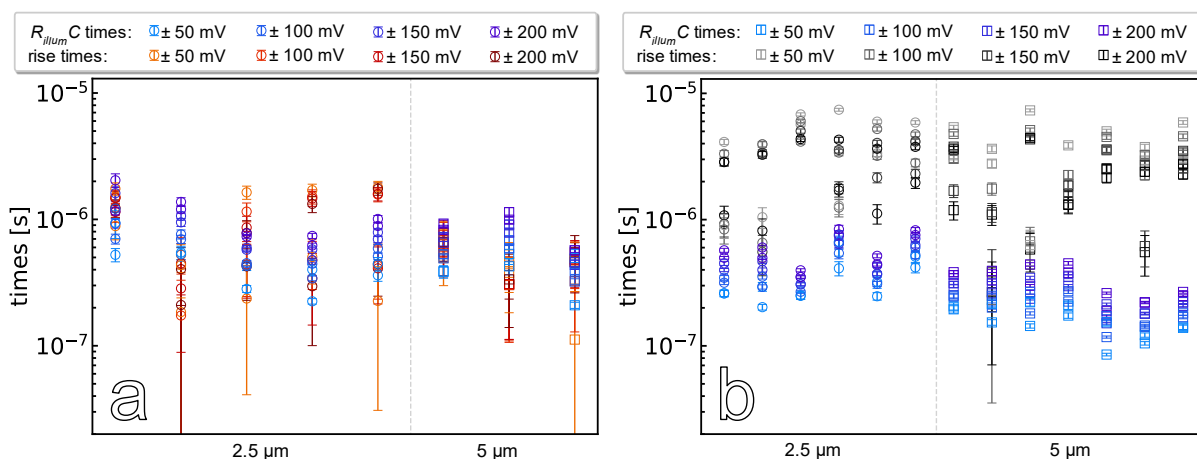 R_illum C times: ± 50 mV ± 100 mV ± 150 mV ± 200 mV
rise times: ± 50 mV ± 100 mV ± 150 mV ± 200 mV
times [s]
10⁻⁵
10⁻⁶
10⁻⁷
a
2.5 µm 5 µm
R_illum C times: ± 50 mV ± 100 mV ± 150 mV ± 200 mV
rise times: ± 50 mV ± 100 mV ± 150 mV ± 200 mV
times [s]
10⁻⁵
10⁻⁶
10⁻⁷
b
2.5 µm 5 µm